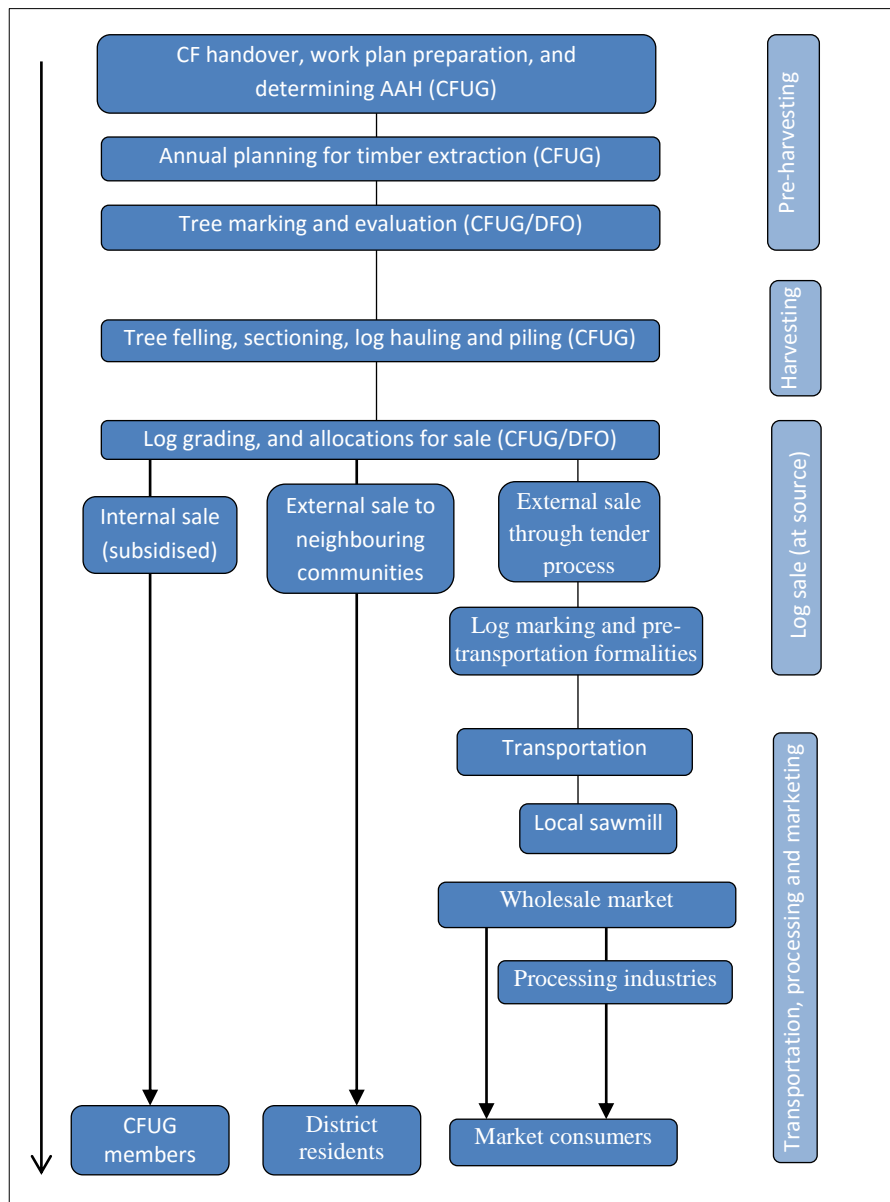 CF handover, work plan preparation, and
determining AAH (CFUG)
Annual planning for timber extraction (CFUG)
Tree marking and evaluation (CFUG/DFO)
Pre-harvesting
Tree felling, sectioning, log hauling and piling (CFUG)
Harvesting
Log grading, and allocations for sale (CFUG/DFO)
Internal sale
(subsidised)
External sale to
neighbouring
communities
External sale
through tender
process
Log marking and pre-
transportation formalities
Log sale (at source)
Transportation
Local sawmill
Wholesale market
Processing industries
CFUG
members
District
residents
Market consumers
Transportation, processing and marketing